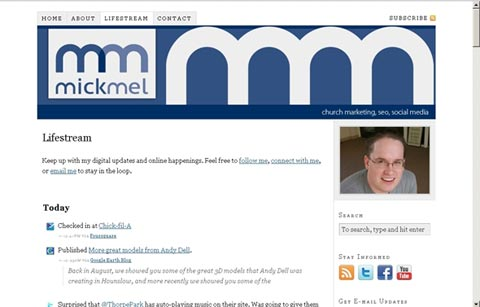 HOME ABOUT LIFESTREAM CONTACT
SUBSCRIBE
mm
mickmel
church marketing, seo, social media
Lifestream
Keep up with my digital updates and online happenings. Feel free to follow me, connect with me,
or email me to stay in the loop.
Today
Checked in at Chick-fil-A
via Foursquare
Published More great models from Andy Dell.
via Google Earth Blog
Back in August, we showed you some of the great 3D models that Andy Dell was
creating in Hounslow, and more recently we showed you some of
Surprised that @ThorpePark has auto-playing music on their site. Was going to give them
SEARCH
To search, type and hit enter
STAY INFORMED
You Tube
GET E-MAIL UPDATES